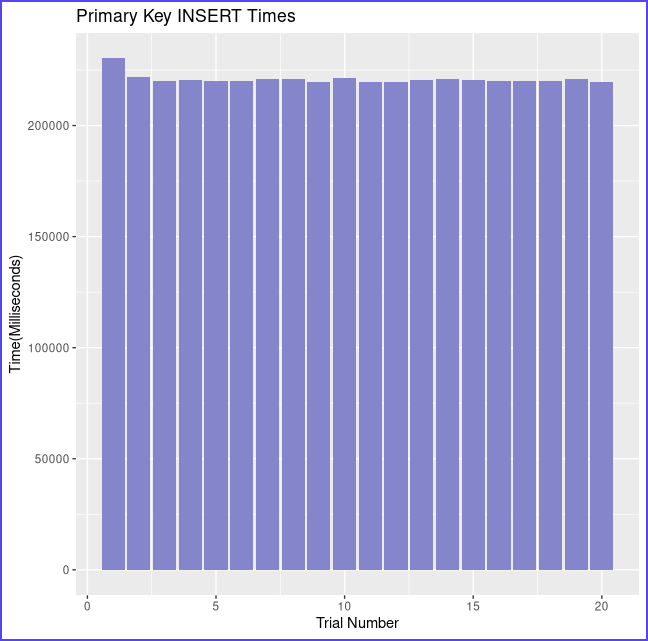 Primary Key INSERT Times
Time(Milliseconds)
200000
150000
100000
50000
0
0 5 10 15 20
Trial Number